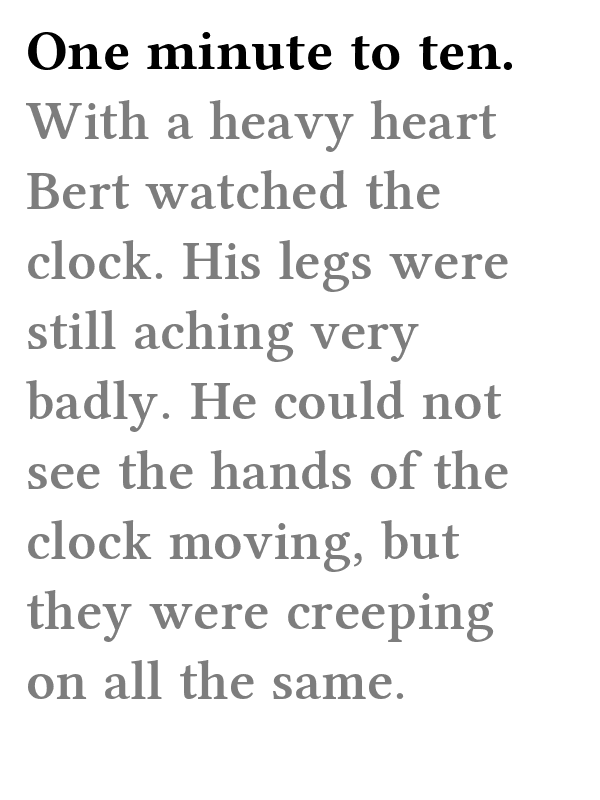 One minute to ten.
With a heavy heart
Bert watched the
clock. His legs were
still aching very
badly. He could not
see the hands of the
clock moving, but
they were creeping
on all the same.